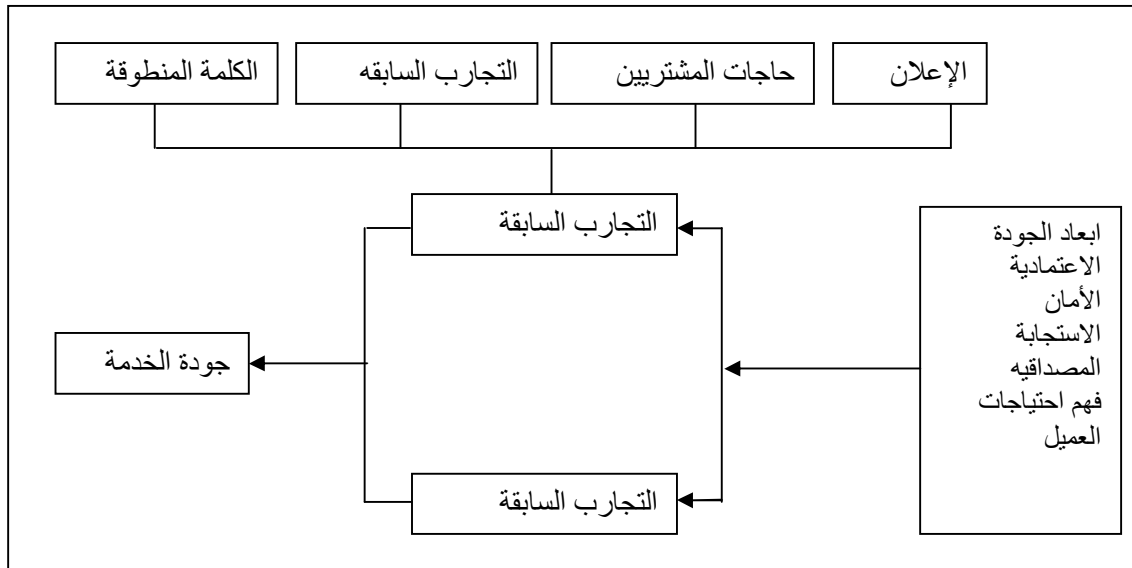 الإعلان
حاجات المشتريين
التجارب السابقه
الكلمة المنطوقة
التجارب السابقة
ابعاد الجودة
الاعتمادية
الأمان
الاستجابة
المصداقيه
فهم احتياجات
العميل
جودة الخدمة
التجارب السابقة